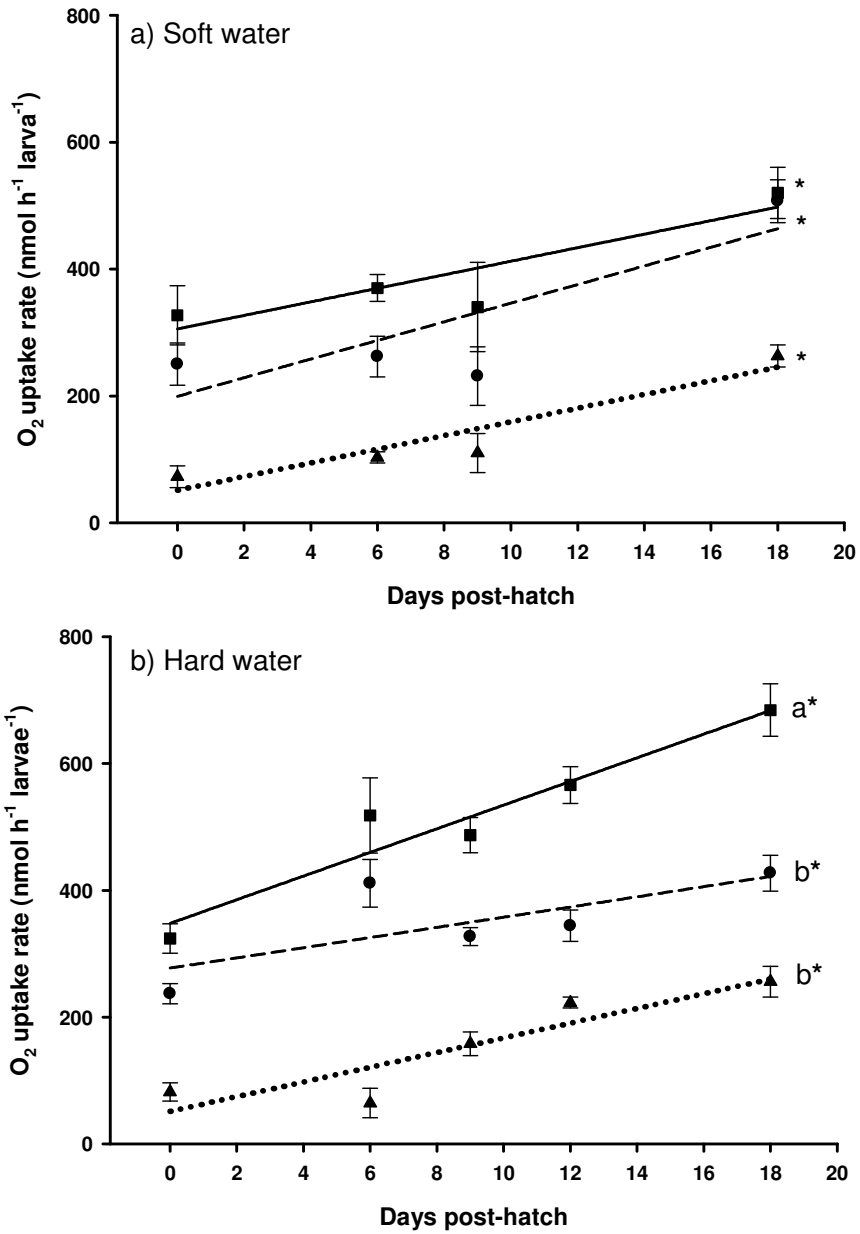 a) Soft water
800
600
400
200
0
O₂ uptake rate (nmol h⁻¹ larva⁻¹)
*
*
*
0 2 4 6 8 10 12 14 16 18 20
Days post-hatch
b) Hard water
800
600
400
200
0
O₂ uptake rate (nmol h⁻¹ larvae⁻¹)
a*
b*
b*
0 2 4 6 8 10 12 14 16 18 20
Days post-hatch